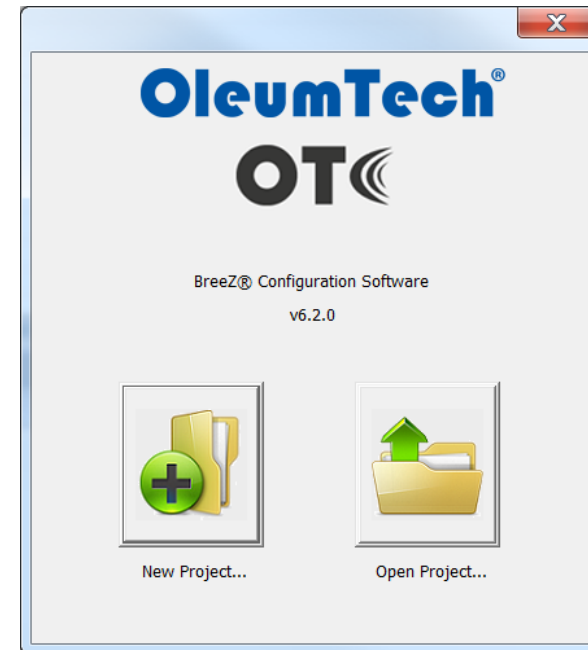 OleumTech®
OT
BreeZ® Configuration Software
v6.2.0
New Project...
Open Project...